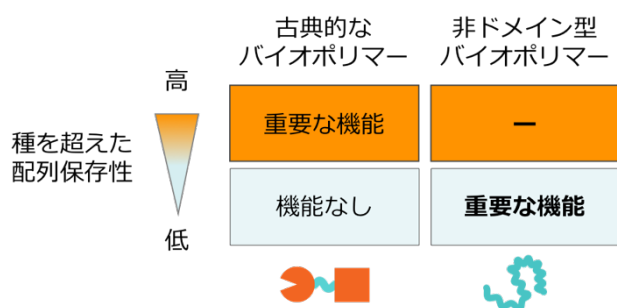 古典的な
バイオポリマー
非ドメイン型
バイオポリマー
高
種を超えた
配列保存性
低
重要な機能
ー
機能なし
重要な機能